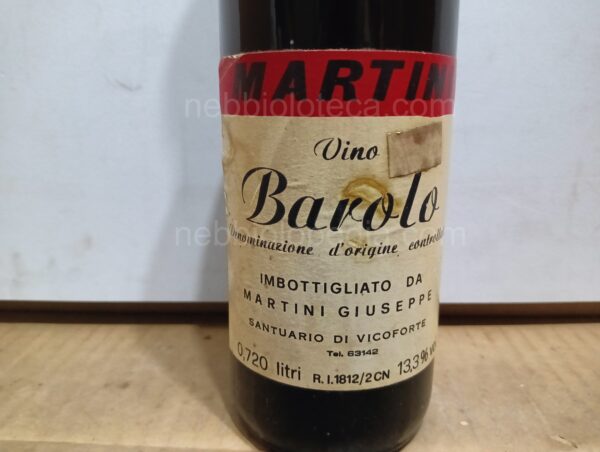 MARTINI
nebbioloteca.com
Vino
Barolo
nebbioloteca.com
Denominazione d'origine controllata
IMBOTTIGLIATO DA
MARTINI GIUSEPPE
SANTUARIO DI VICOFORTE
Tel. 63142
0,720 litri R.I.1812/2CN 13,3% vol